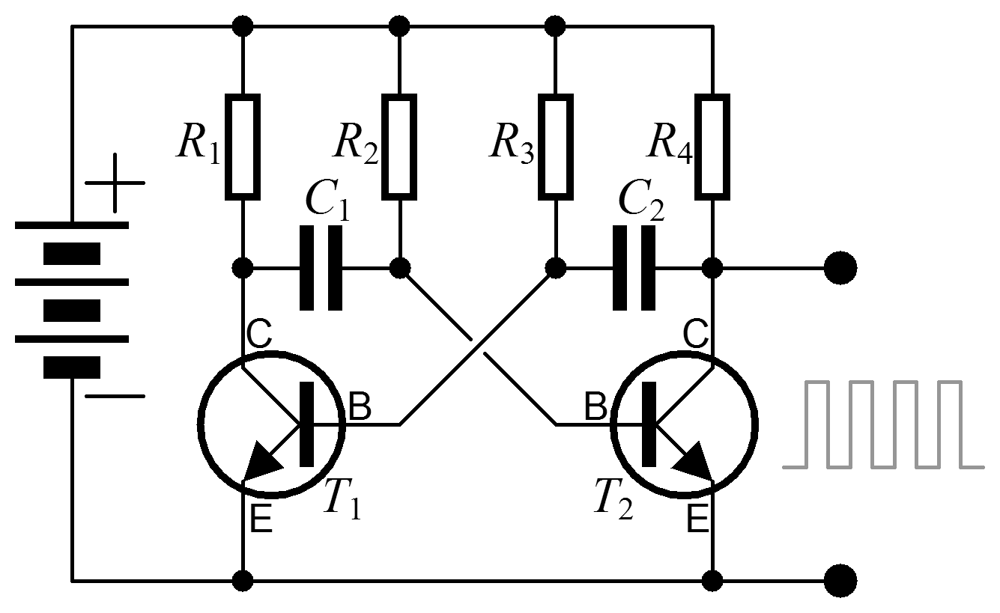 R1 R2 R3 R4
C1 C2
+
C C
B B
T1 T2
E E
−